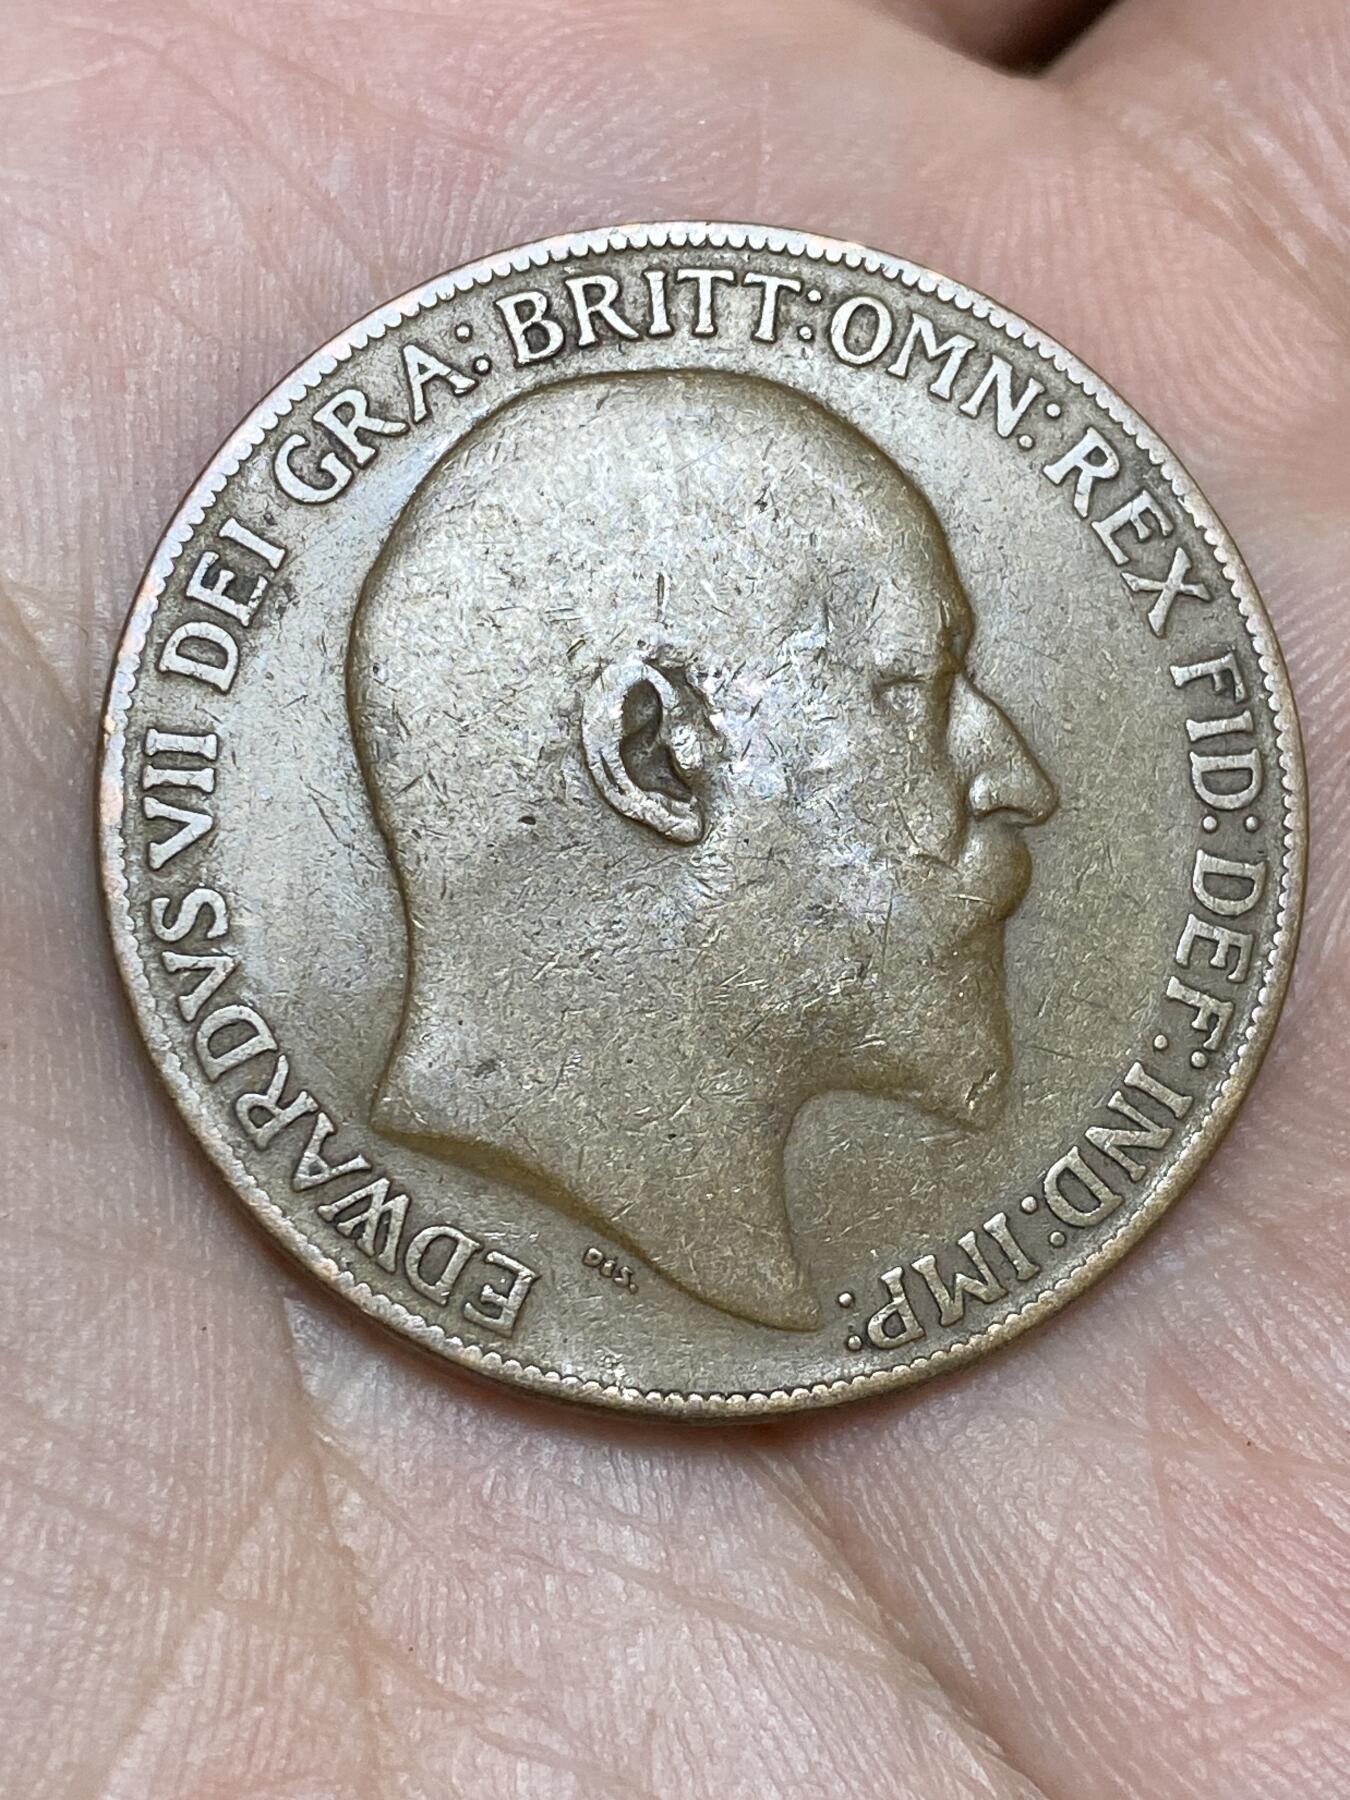 EDWARDVS VII DEI GRA: BRITT: OMN: REX FID: DEF: IND: IMP:
DES.